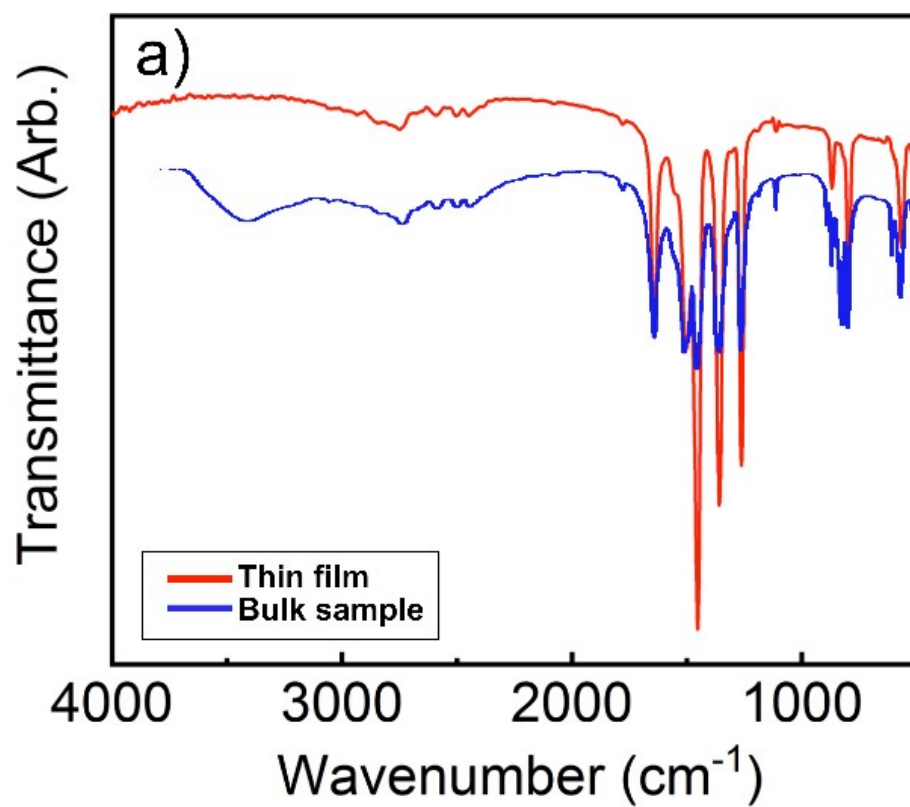 a)
Transmittance (Arb.)
Thin film
Bulk sample
4000 3000 2000 1000
Wavenumber (cm⁻¹)